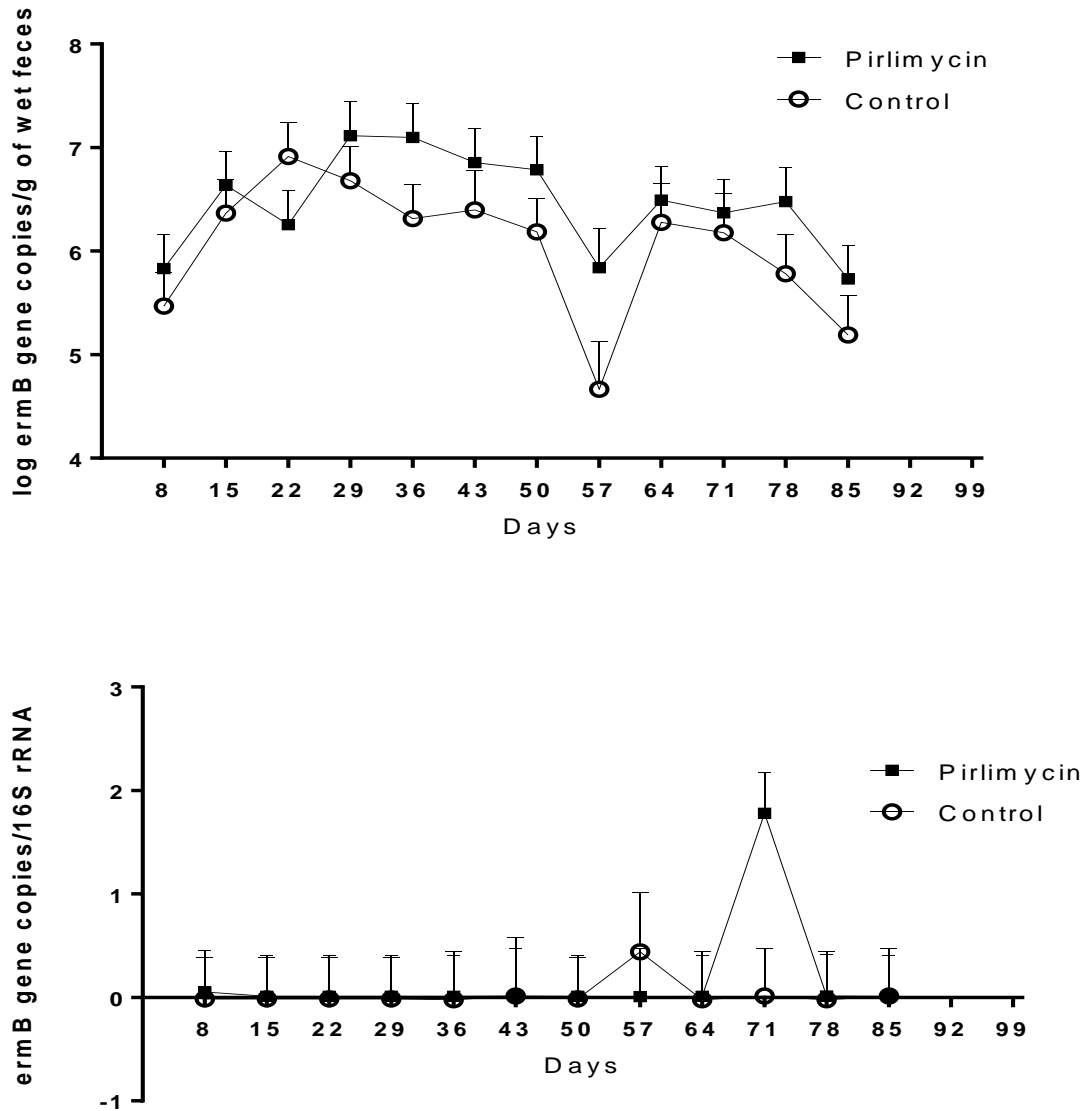 log ermB gene copies/g of wet feces
8
7
6
5
4
Pirlimycin
Control
8 15 22 29 36 43 50 57 64 71 78 85 92 99
Days
ermB gene copies/16S rRNA
3
2
1
0
-1
Pirlimycin
Control
8 15 22 29 36 43 50 57 64 71 78 85 92 99
Days